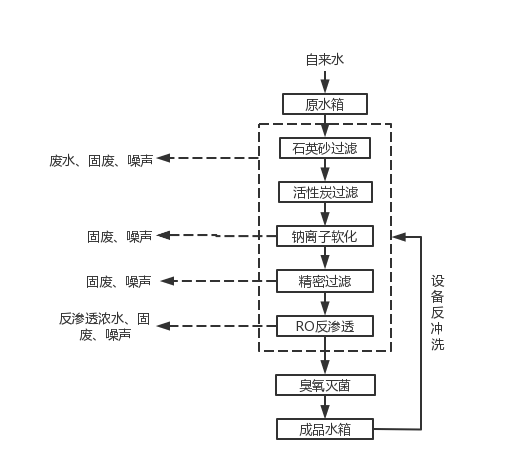 自来水
原水箱
石英砂过滤
废水、固废、噪声
活性炭过滤
固废、噪声
钠离子软化
固废、噪声
精密过滤
反渗透浓水、固
废、噪声
RO反渗透
设备反冲洗
臭氧灭菌
成品水箱